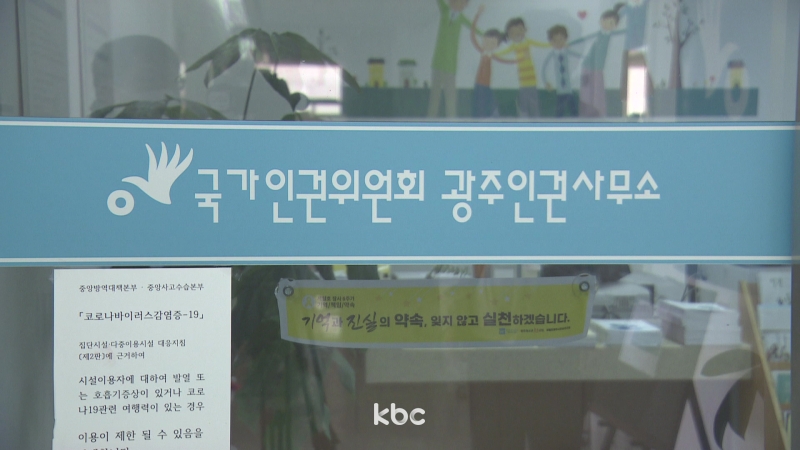 국가인권위원회 광주인권사무소
중앙방역대책본부 · 중앙사고수습본부
「코로나바이러스감염증-19」
집단시설·다중이용시설 대응지침
(제2판)에 근거하여
시설이용자에 대하여 발열 또
는 호흡기증상이 있거나 코로
나19관련 여행력이 있는 경우
이용이 제한 될 수 있음을
기억과 진실의 약속, 잊지 않고 실천하겠습니다.
kbc